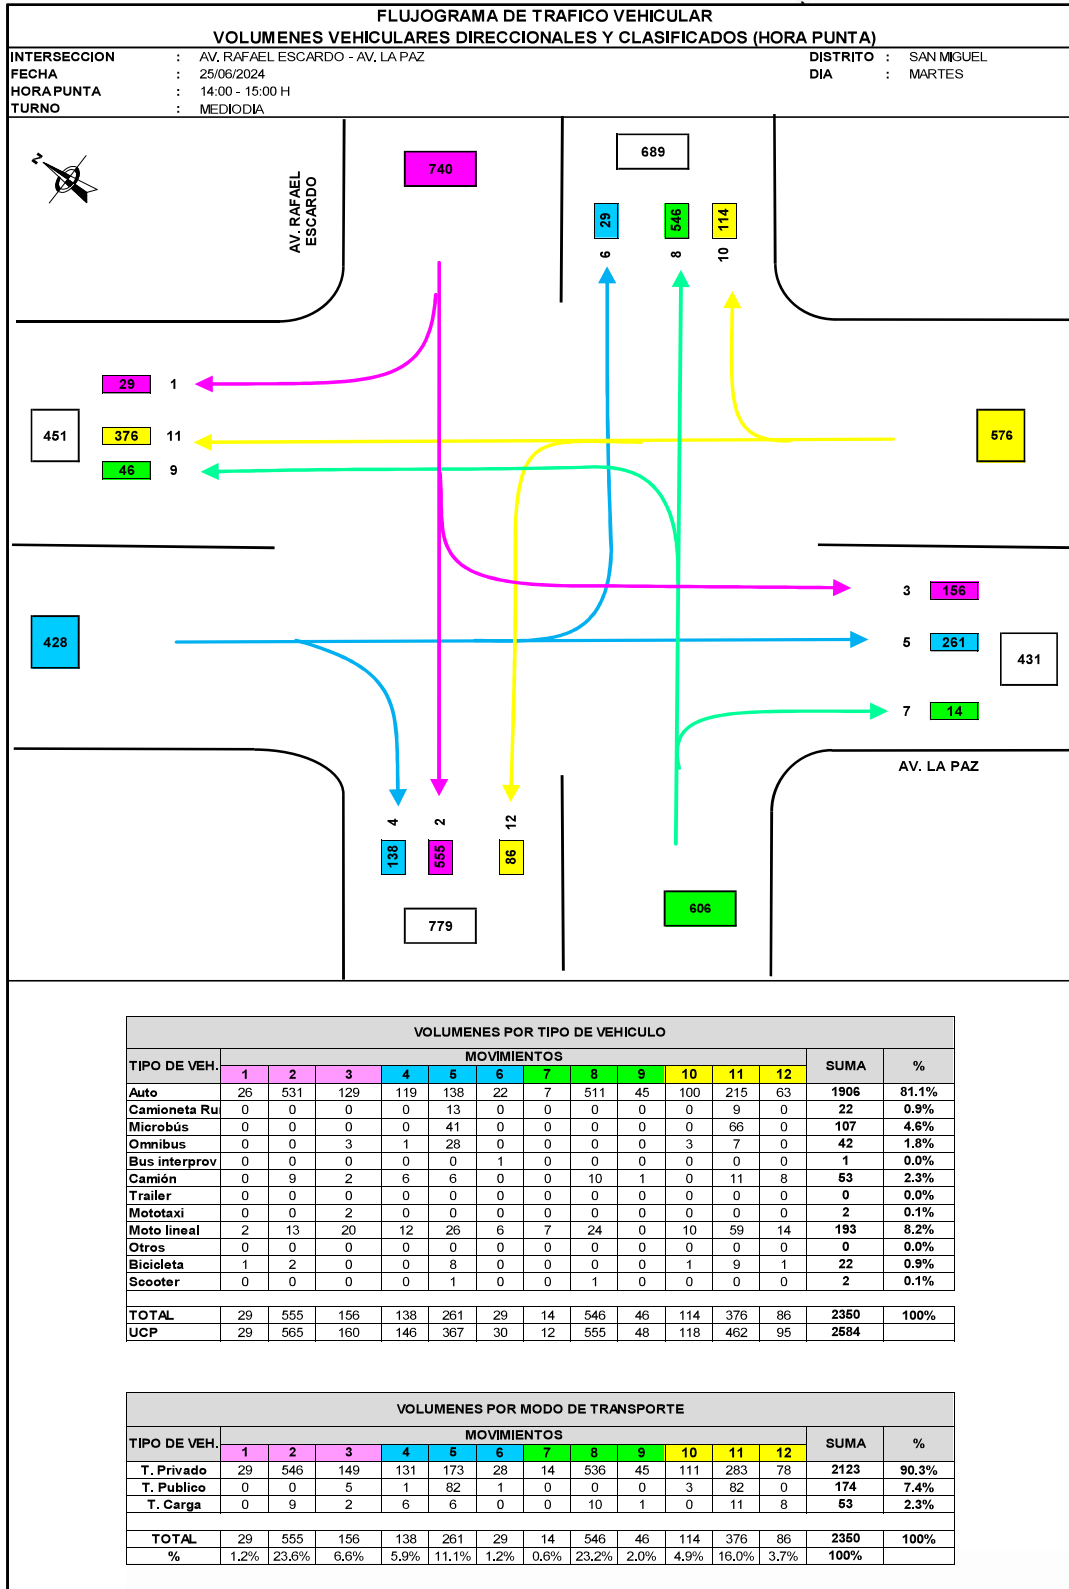 FLUJOGRAMA DE TRAFICO VEHICULAR
VOLUMENES VEHICULARES DIRECCIONALES Y CLASIFICADOS (HORA PUNTA)
INTERSECCION : AV. RAFAEL ESCARDO - AV. LA PAZ DISTRITO : SAN MIGUEL
FECHA : 25/06/2024 DIA : MARTES
HORA PUNTA : 14:00 - 15:00 H
TURNO : MEDIODIA
Z
AV. RAFAEL
ESCARDO
740
689
29 546 114
6 8 10
29 1
451 376 11 576
46 9
3 156
428 5 261
431
7 14
AV. LA PAZ
4 2 12
138 555 86
779 606
VOLUMENES POR TIPO DE VEHICULO
TIPO DE VEH. MOVIMIENTOS SUMA %
1 2 3 4 5 6 7 8 9 10 11 12
Auto 26 531 129 119 138 22 7 511 45 100 215 63 1906 81.1%
Camioneta Ru 0 0 0 0 13 0 0 0 0 0 9 0 22 0.9%
Microbús 0 0 0 0 41 0 0 0 0 0 66 0 107 4.6%
Omnibus 0 0 3 1 28 0 0 0 0 3 7 0 42 1.8%
Bus interprov 0 0 0 0 0 1 0 0 0 0 0 0 1 0.0%
Camión 0 9 2 6 6 0 0 10 1 0 11 8 53 2.3%
Trailer 0 0 0 0 0 0 0 0 0 0 0 0 0 0.0%
Mototaxi 0 0 2 0 0 0 0 0 0 0 0 0 2 0.1%
Moto lineal 2 13 20 12 26 6 7 24 0 10 59 14 193 8.2%
Otros 0 0 0 0 0 0 0 0 0 0 0 0 0 0.0%
Bicicleta 1 2 0 0 8 0 0 0 0 1 9 1 22 0.9%
Scooter 0 0 0 0 1 0 0 1 0 0 0 0 2 0.1%
TOTAL 29 555 156 138 261 29 14 546 46 114 376 86 2350 100%
UCP 29 565 160 146 367 30 12 555 48 118 462 95 2584
VOLUMENES POR MODO DE TRANSPORTE
TIPO DE VEH. MOVIMIENTOS SUMA %
1 2 3 4 5 6 7 8 9 10 11 12
T. Privado 29 546 149 131 173 28 14 536 45 111 283 78 2123 90.3%
T. Publico 0 0 5 1 82 1 0 0 0 3 82 0 174 7.4%
T. Carga 0 9 2 6 6 0 0 10 1 0 11 8 53 2.3%
TOTAL 29 555 156 138 261 29 14 546 46 114 376 86 2350 100%
% 1.2% 23.6% 6.6% 5.9% 11.1% 1.2% 0.6% 23.2% 2.0% 4.9% 16.0% 3.7% 100%